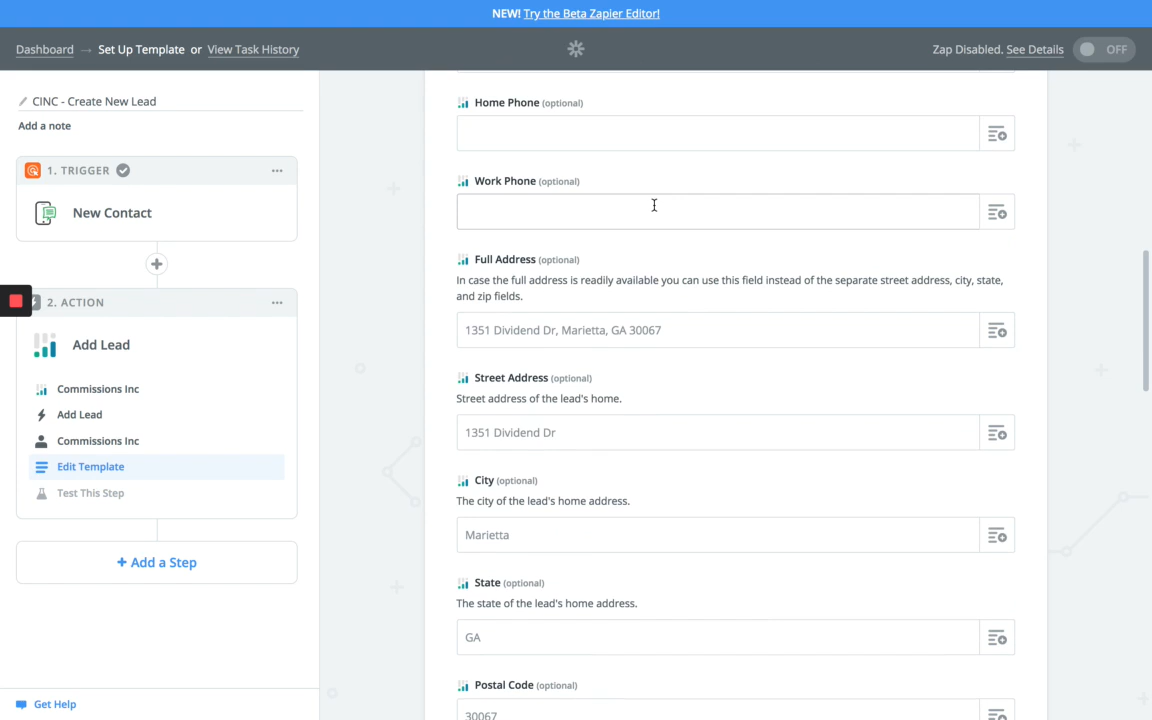 NEW! Try the Beta Zapier Editor!
Dashboard → Set Up Template or View Task History
Zap Disabled. See Details OFF
CINC - Create New Lead
Add a note
1. TRIGGER
New Contact
2. ACTION
Add Lead
Commissions Inc
Add Lead
Commissions Inc
Edit Template
Test This Step
+ Add a Step
Get Help
Home Phone (optional)
Work Phone (optional)
Full Address (optional)
In case the full address is readily available you can use this field instead of the separate street address, city, state,
and zip fields.
1351 Dividend Dr, Marietta, GA 30067
Street Address (optional)
Street address of the lead's home.
1351 Dividend Dr
City (optional)
The city of the lead's home address.
Marietta
State (optional)
The state of the lead's home address.
GA
Postal Code (optional)
30067